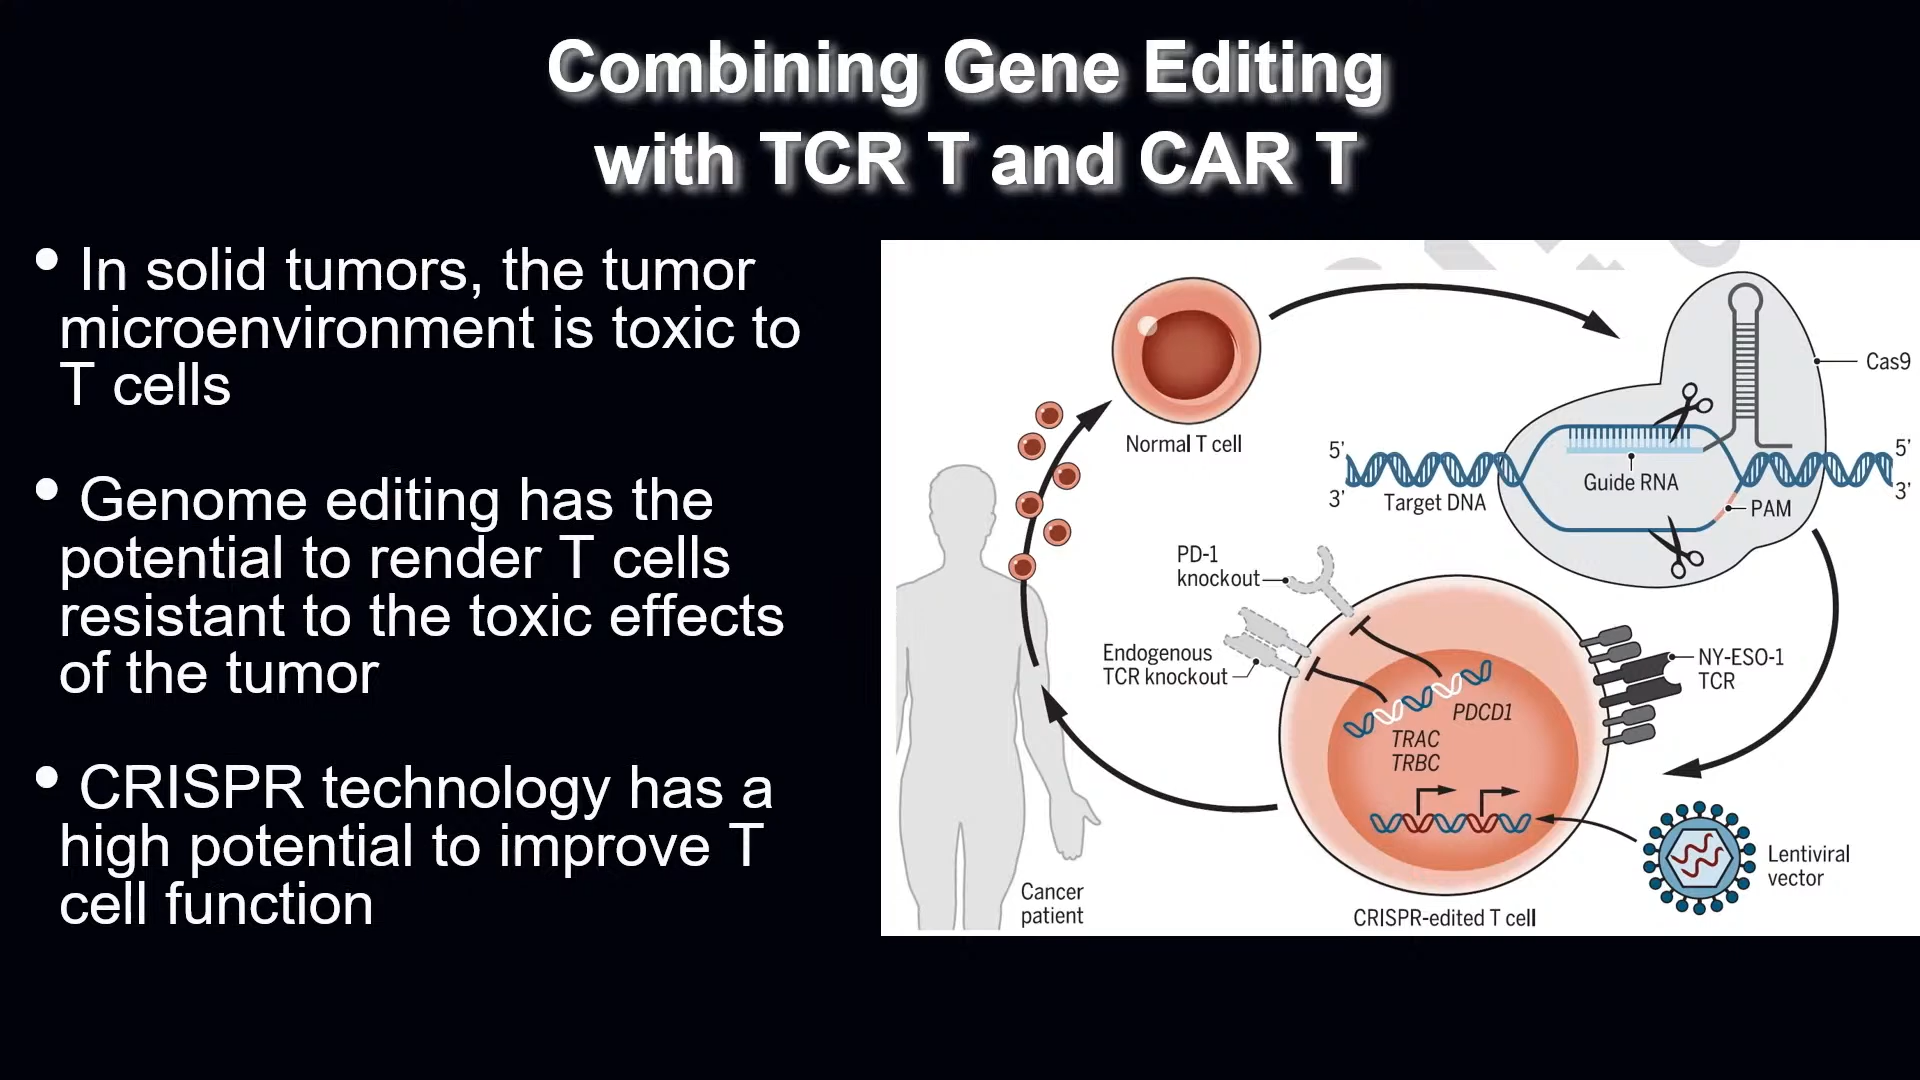 Combining Gene Editing
with TCR T and CAR T
• In solid tumors, the tumor
microenvironment is toxic to
T cells
• Genome editing has the
potential to render T cells
resistant to the toxic effects
of the tumor
• CRISPR technology has a
high potential to improve T
cell function
Normal T cell
Cas9
5'
3'
Target DNA
Guide RNA
PAM
5'
3'
PD-1
knockout
Endogenous
TCR knockout
NY-ESO-1
TCR
PDCD1
TRAC
TRBC
Lentiviral
vector
Cancer
patient
CRISPR-edited T cell